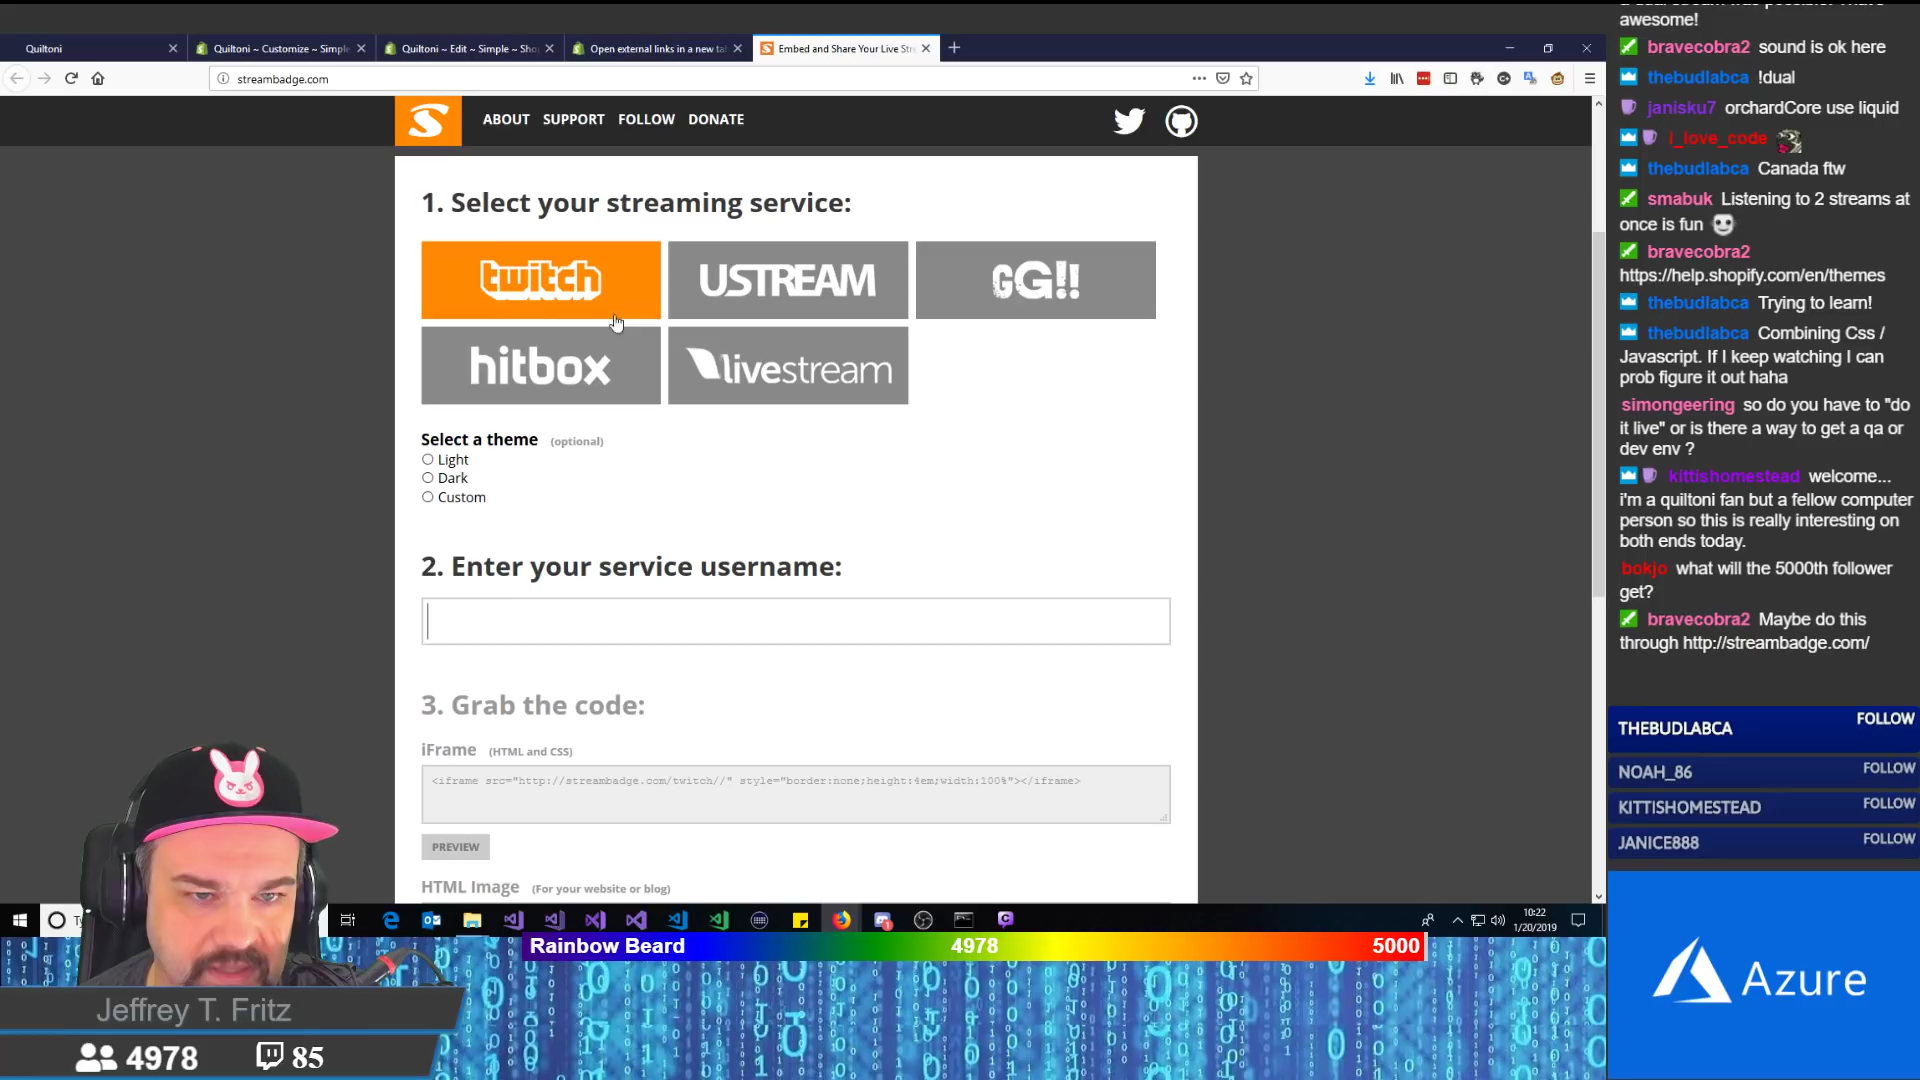 Quiltoni
Quiltoni ~ Customize ~ Simple
Quiltoni ~ Edit ~ Simple ~ Sho
Open external links in a new ta
Embed and Share Your Live Stre
streambadge.com
ABOUT SUPPORT FOLLOW DONATE
1. Select your streaming service:
twitch
USTREAM
GG!!
hitbox
livestream
Select a theme (optional)
Light
Dark
Custom
2. Enter your service username:
3. Grab the code:
iFrame (HTML and CSS)
<iframe src="http://streambadge.com/twitch//" style="border:none;height:4em;width:100%"></iframe>
PREVIEW
HTML Image (For your website or blog)
awesome!
bravecobra2 sound is ok here
thebudlabca !dual
janisku7 orchardCore use liquid
i_love_code
thebudlabca Canada ftw
smabuk Listening to 2 streams at
once is fun
bravecobra2
https://help.shopify.com/en/themes
thebudlabca Trying to learn!
thebudlabca Combining Css /
Javascript. If I keep watching I can
prob figure it out haha
simongeering so do you have to "do
it live" or is there a way to get a qa or
dev env ?
kittishomestead welcome...
i'm a quiltoni fan but a fellow computer
person so this is really interesting on
both ends today.
bokjo what will the 5000th follower
get?
bravecobra2 Maybe do this
through http://streambadge.com/
THEBUDLABCA FOLLOW
NOAH_86 FOLLOW
KITTISHOMESTEAD FOLLOW
JANICE888 FOLLOW
10:22
1/20/2019
Rainbow Beard 4978 5000
Jeffrey T. Fritz
4978 85
Azure